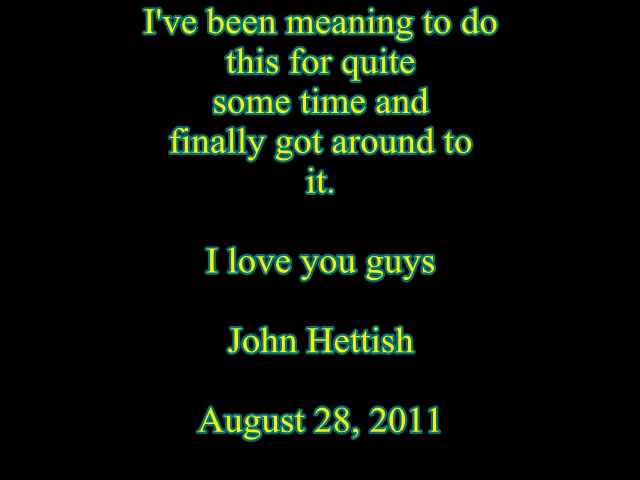 I've been meaning to do
this for quite
some time and
finally got around to
it.
I love you guys
John Hettish
August 28, 2011